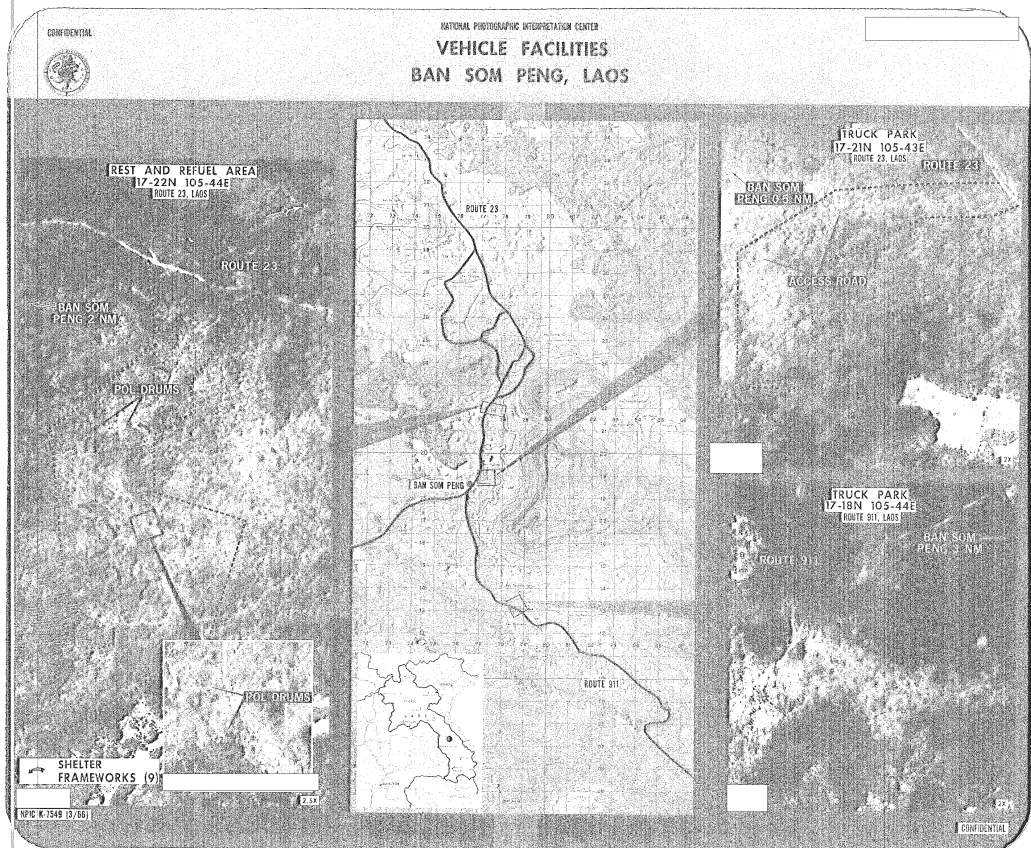 CONFIDENTIAL
NATIONAL PHOTOGRAPHIC INTERPRETATION CENTER
VEHICLE FACILITIES
BAN SOM PENG, LAOS
REST AND REFUEL AREA
17-22N 105-44E
ROUTE 23, LAOS
ROUTE 23
BAN SOM
PENG 2 NM
POL DRUMS
POL DRUMS
SHELTER
FRAMEWORKS (9)
2.5X
NPIC K-7549 (3/66)
ROUTE 23
BAN SOM PENG
ROUTE 911
TRUCK PARK
17-21N 105-43E
ROUTE 23, LAOS
ROUTE 23
BAN SOM
PENG 0.5 NM
ACCESS ROAD
2X
TRUCK PARK
17-18N 105-44E
ROUTE 911, LAOS
BAN SOM
PENG 3 NM
ROUTE 911
2X
CONFIDENTIAL